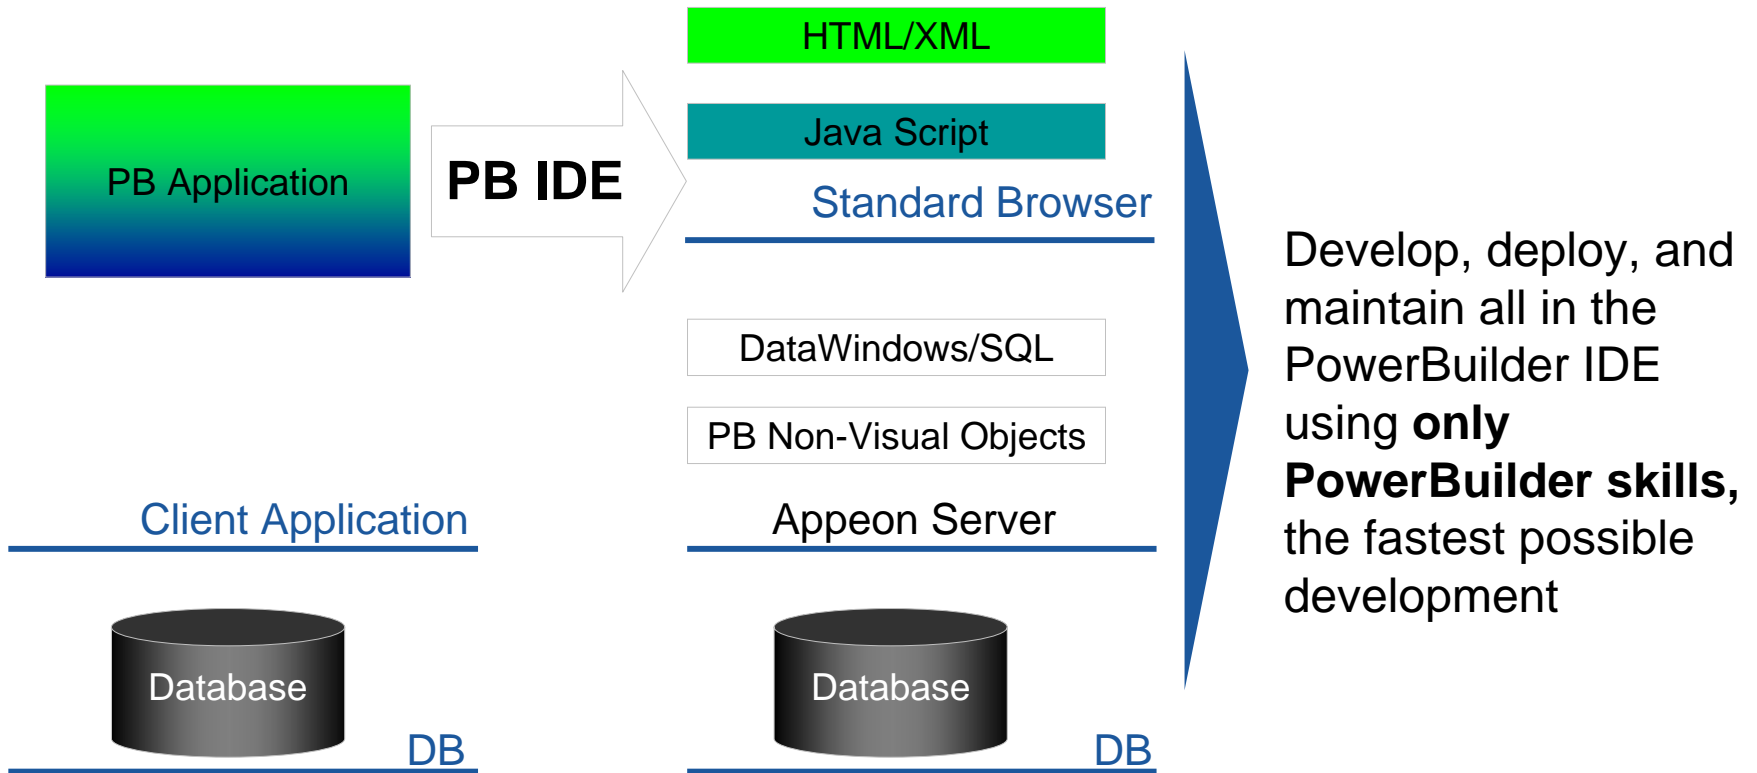 HTML/XML
Java Script
PB Application
PB IDE
Standard Browser
DataWindows/SQL
PB Non-Visual Objects
Client Application
Appeon Server
Database
DB
Database
DB
Develop, deploy, and
maintain all in the
PowerBuilder IDE
using only
PowerBuilder skills,
the fastest possible
development